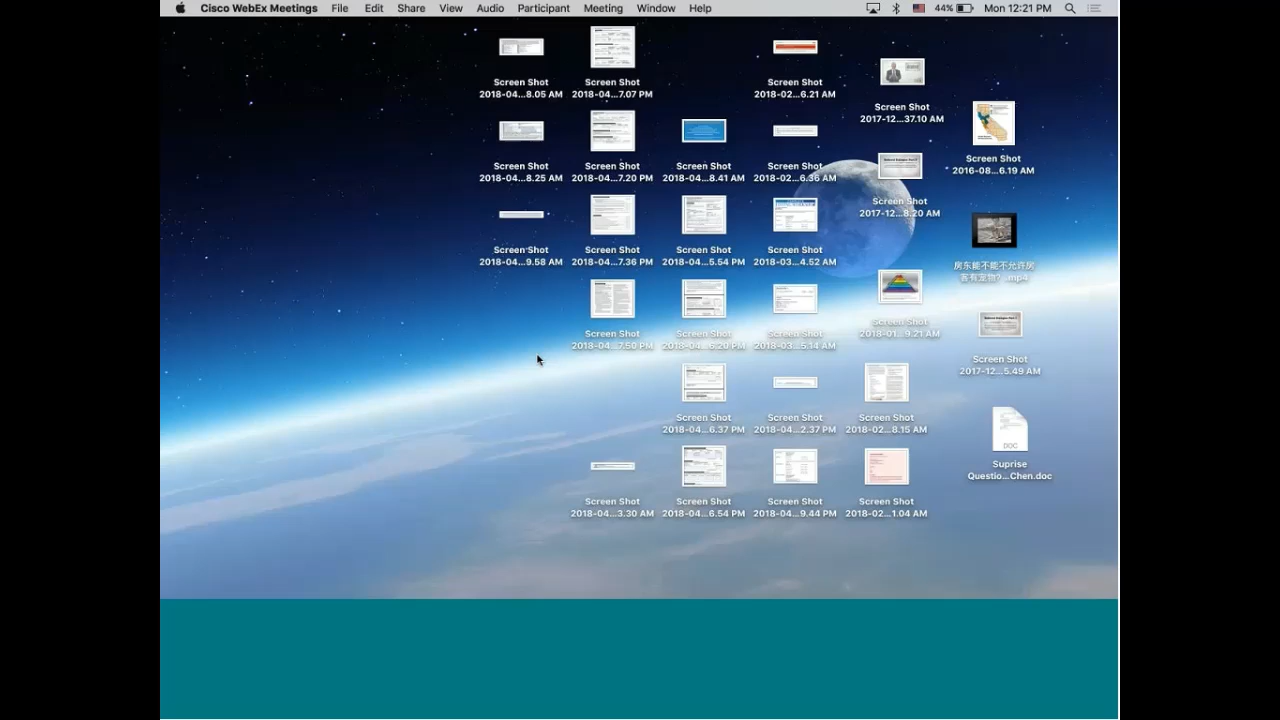 Cisco WebEx Meetings File Edit Share View Audio Participant Meeting Window Help 44% Mon 12:21 PM
Screen Shot
2018-04...8.05 AM
Screen Shot
2018-04...7.07 PM
Screen Shot
2018-02...6.21 AM
Screen Shot
2017-12...37.10 AM
Screen Shot
2016-08...6.19 AM
Screen Shot
2018-04...8.25 AM
Screen Shot
2018-04...7.20 PM
Screen Shot
2018-04...8.41 AM
Screen Shot
2018-02...6.36 AM
Screen Shot
2017-12...8.20 AM
Screen Shot
2018-04...9.58 AM
Screen Shot
2018-04...7.36 PM
Screen Shot
2018-04...5.54 PM
Screen Shot
2018-03...4.52 AM
房东能不能不允许房
客有宠物? .mp4
Screen Shot
2018-04...7.50 PM
Screen Shot
2018-04...6.20 PM
Screen Shot
2018-03...5.14 AM
Screen Shot
2018-01...9.21 AM
Screen Shot
2017-12...5.49 AM
Screen Shot
2018-04...6.37 PM
Screen Shot
2018-04...2.37 PM
Screen Shot
2018-02...8.15 AM
DOC
Suprise
Questio...Chen.doc
Screen Shot
2018-04...3.30 AM
Screen Shot
2018-04...6.54 PM
Screen Shot
2018-04...9.44 PM
Screen Shot
2018-02...1.04 AM